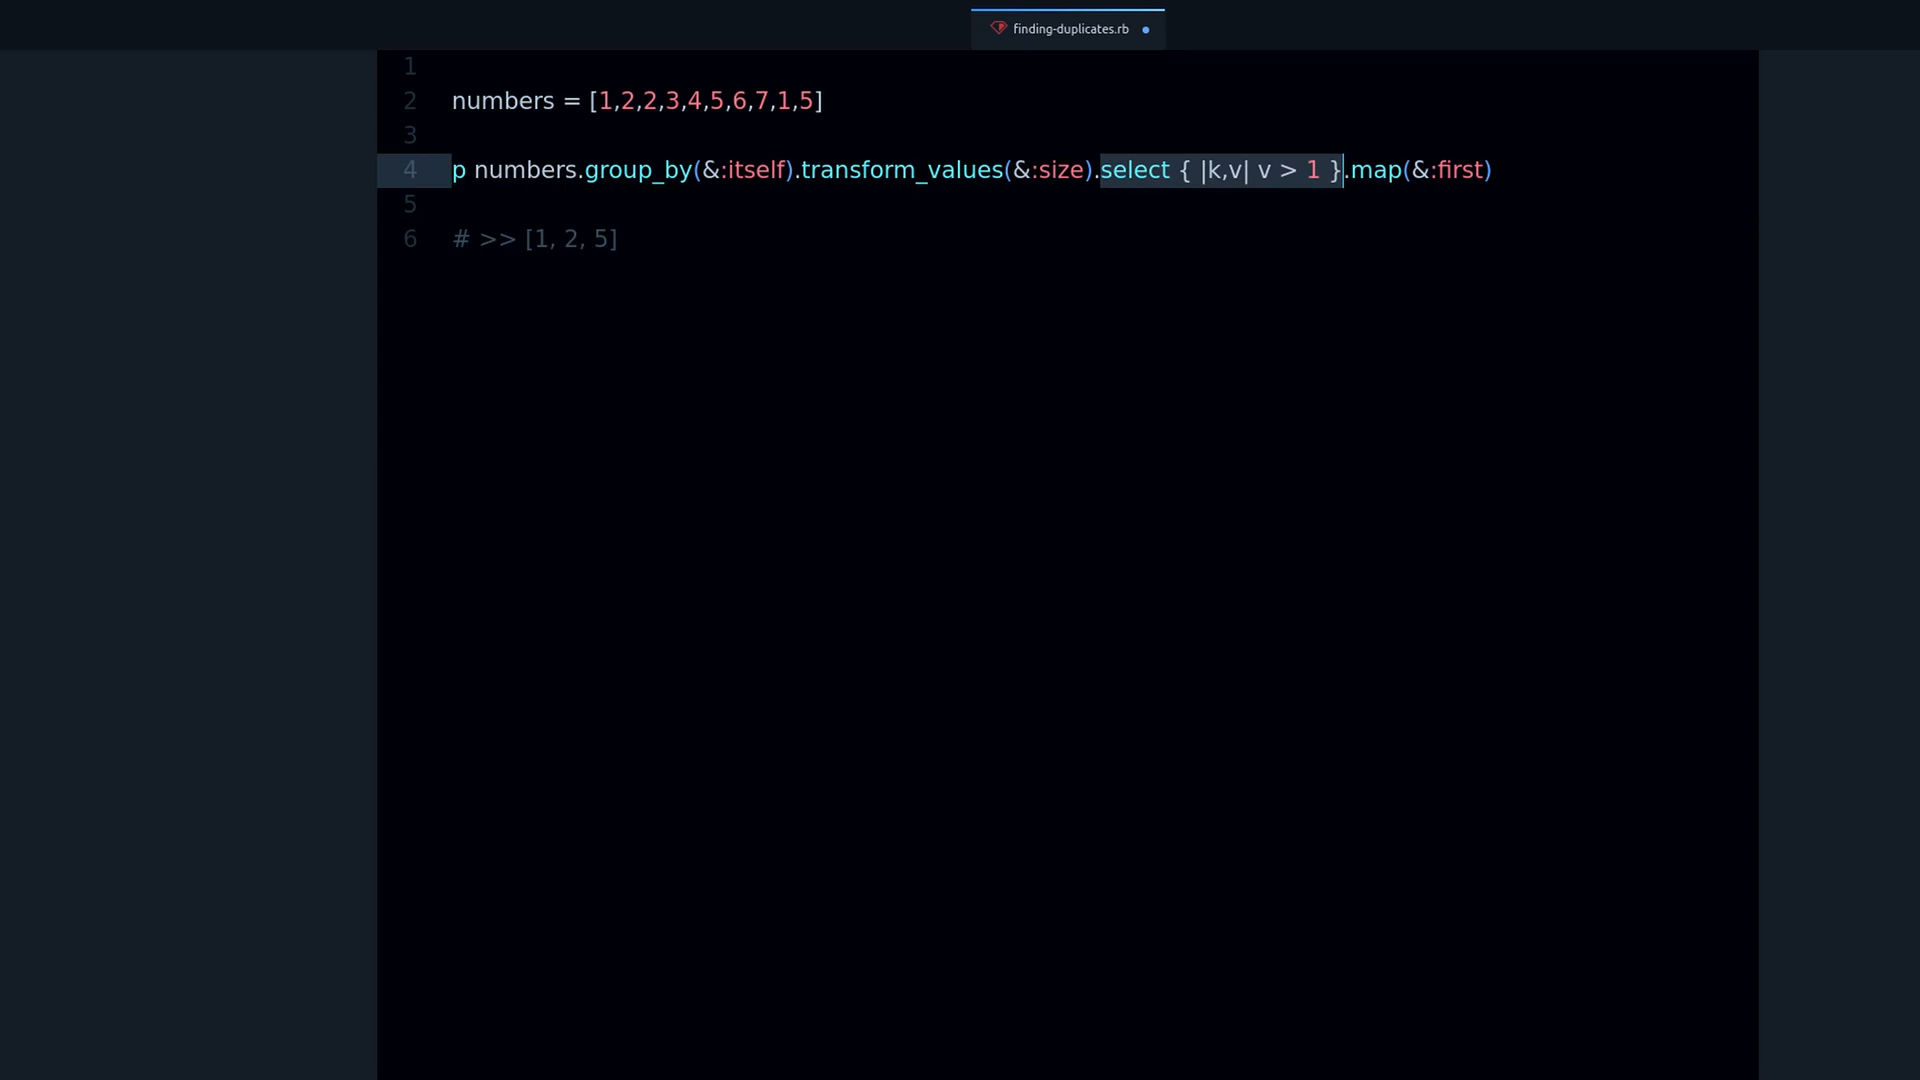 finding-duplicates.rb
1
2 numbers = [1,2,2,3,4,5,6,7,1,5]
3
4 p numbers.group_by(&:itself).transform_values(&:size).select { |k,v| v > 1 }.map(&:first)
5
6 # >> [1, 2, 5]